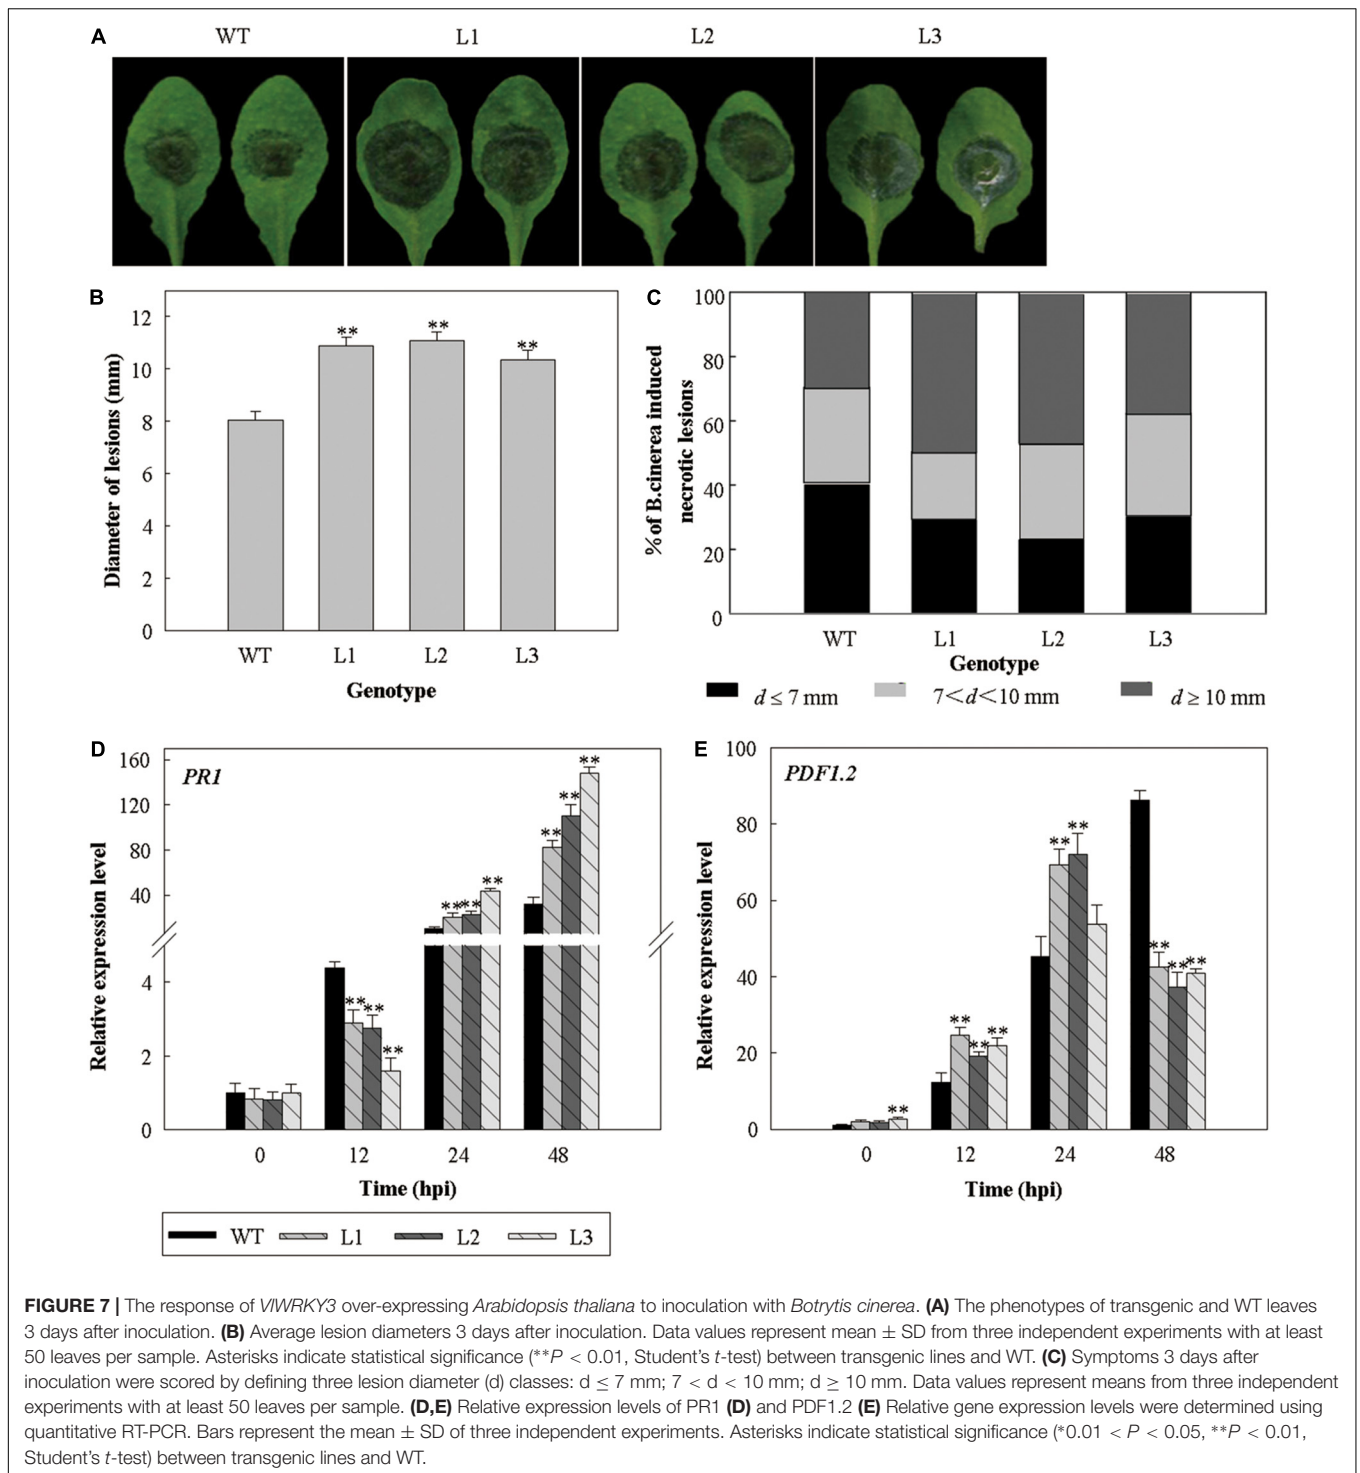 A
WT L1 L2 L3
B
12
10
8
6
4
2
0
Diameter of lesions (mm)
** ** **
WT L1 L2 L3
Genotype
C
100
80
60
40
20
0
% of B.cinerea induced
necrotic lesions
WT L1 L2 L3
Genotype
d ≤ 7 mm 7<d<10 mm d ≥ 10 mm
D
PR1
160
120
80
40
4
2
0
Relative expression level
** ** **
** ** **
** ** **
0 12 24 48
Time (hpi)
WT L1 L2 L3
E
PDF1.2
100
80
60
40
20
0
Relative expression level
**
** ** **
** **
** ** **
0 12 24 48
Time (hpi)
FIGURE 7 | The response of VlWRKY3 over-expressing Arabidopsis thaliana to inoculation with Botrytis cinerea. (A) The phenotypes of transgenic and WT leaves
3 days after inoculation. (B) Average lesion diameters 3 days after inoculation. Data values represent mean ± SD from three independent experiments with at least
50 leaves per sample. Asterisks indicate statistical significance (**P < 0.01, Student's t-test) between transgenic lines and WT. (C) Symptoms 3 days after
inoculation were scored by defining three lesion diameter (d) classes: d ≤ 7 mm; 7 < d < 10 mm; d ≥ 10 mm. Data values represent means from three independent
experiments with at least 50 leaves per sample. (D,E) Relative expression levels of PR1 (D) and PDF1.2 (E) Relative gene expression levels were determined using
quantitative RT-PCR. Bars represent the mean ± SD of three independent experiments. Asterisks indicate statistical significance (*0.01 < P < 0.05, **P < 0.01,
Student's t-test) between transgenic lines and WT.